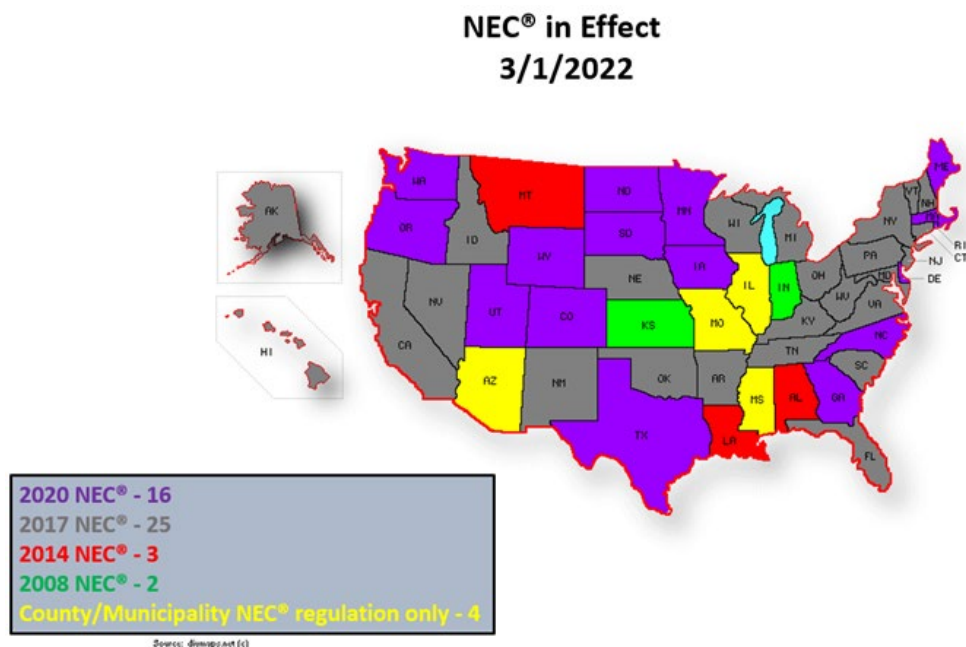 NEC® in Effect
3/1/2022
AK
HI
WA
OR
CA
NV
ID
MT
WY
UT
CO
AZ
NM
ND
SD
NE
KS
OK
TX
MN
IA
MO
AR
LA
WI
IL
MI
IN
OH
KY
TN
MS
AL
GA
FL
SC
NC
VA
WV
PA
NY
VT
NH
ME
MD
RI
CT
NJ
DE
2020 NEC® - 16
2017 NEC® - 25
2014 NEC® - 3
2008 NEC® - 2
County/Municipality NEC® regulation only - 4
Source: diymaps.net (c)